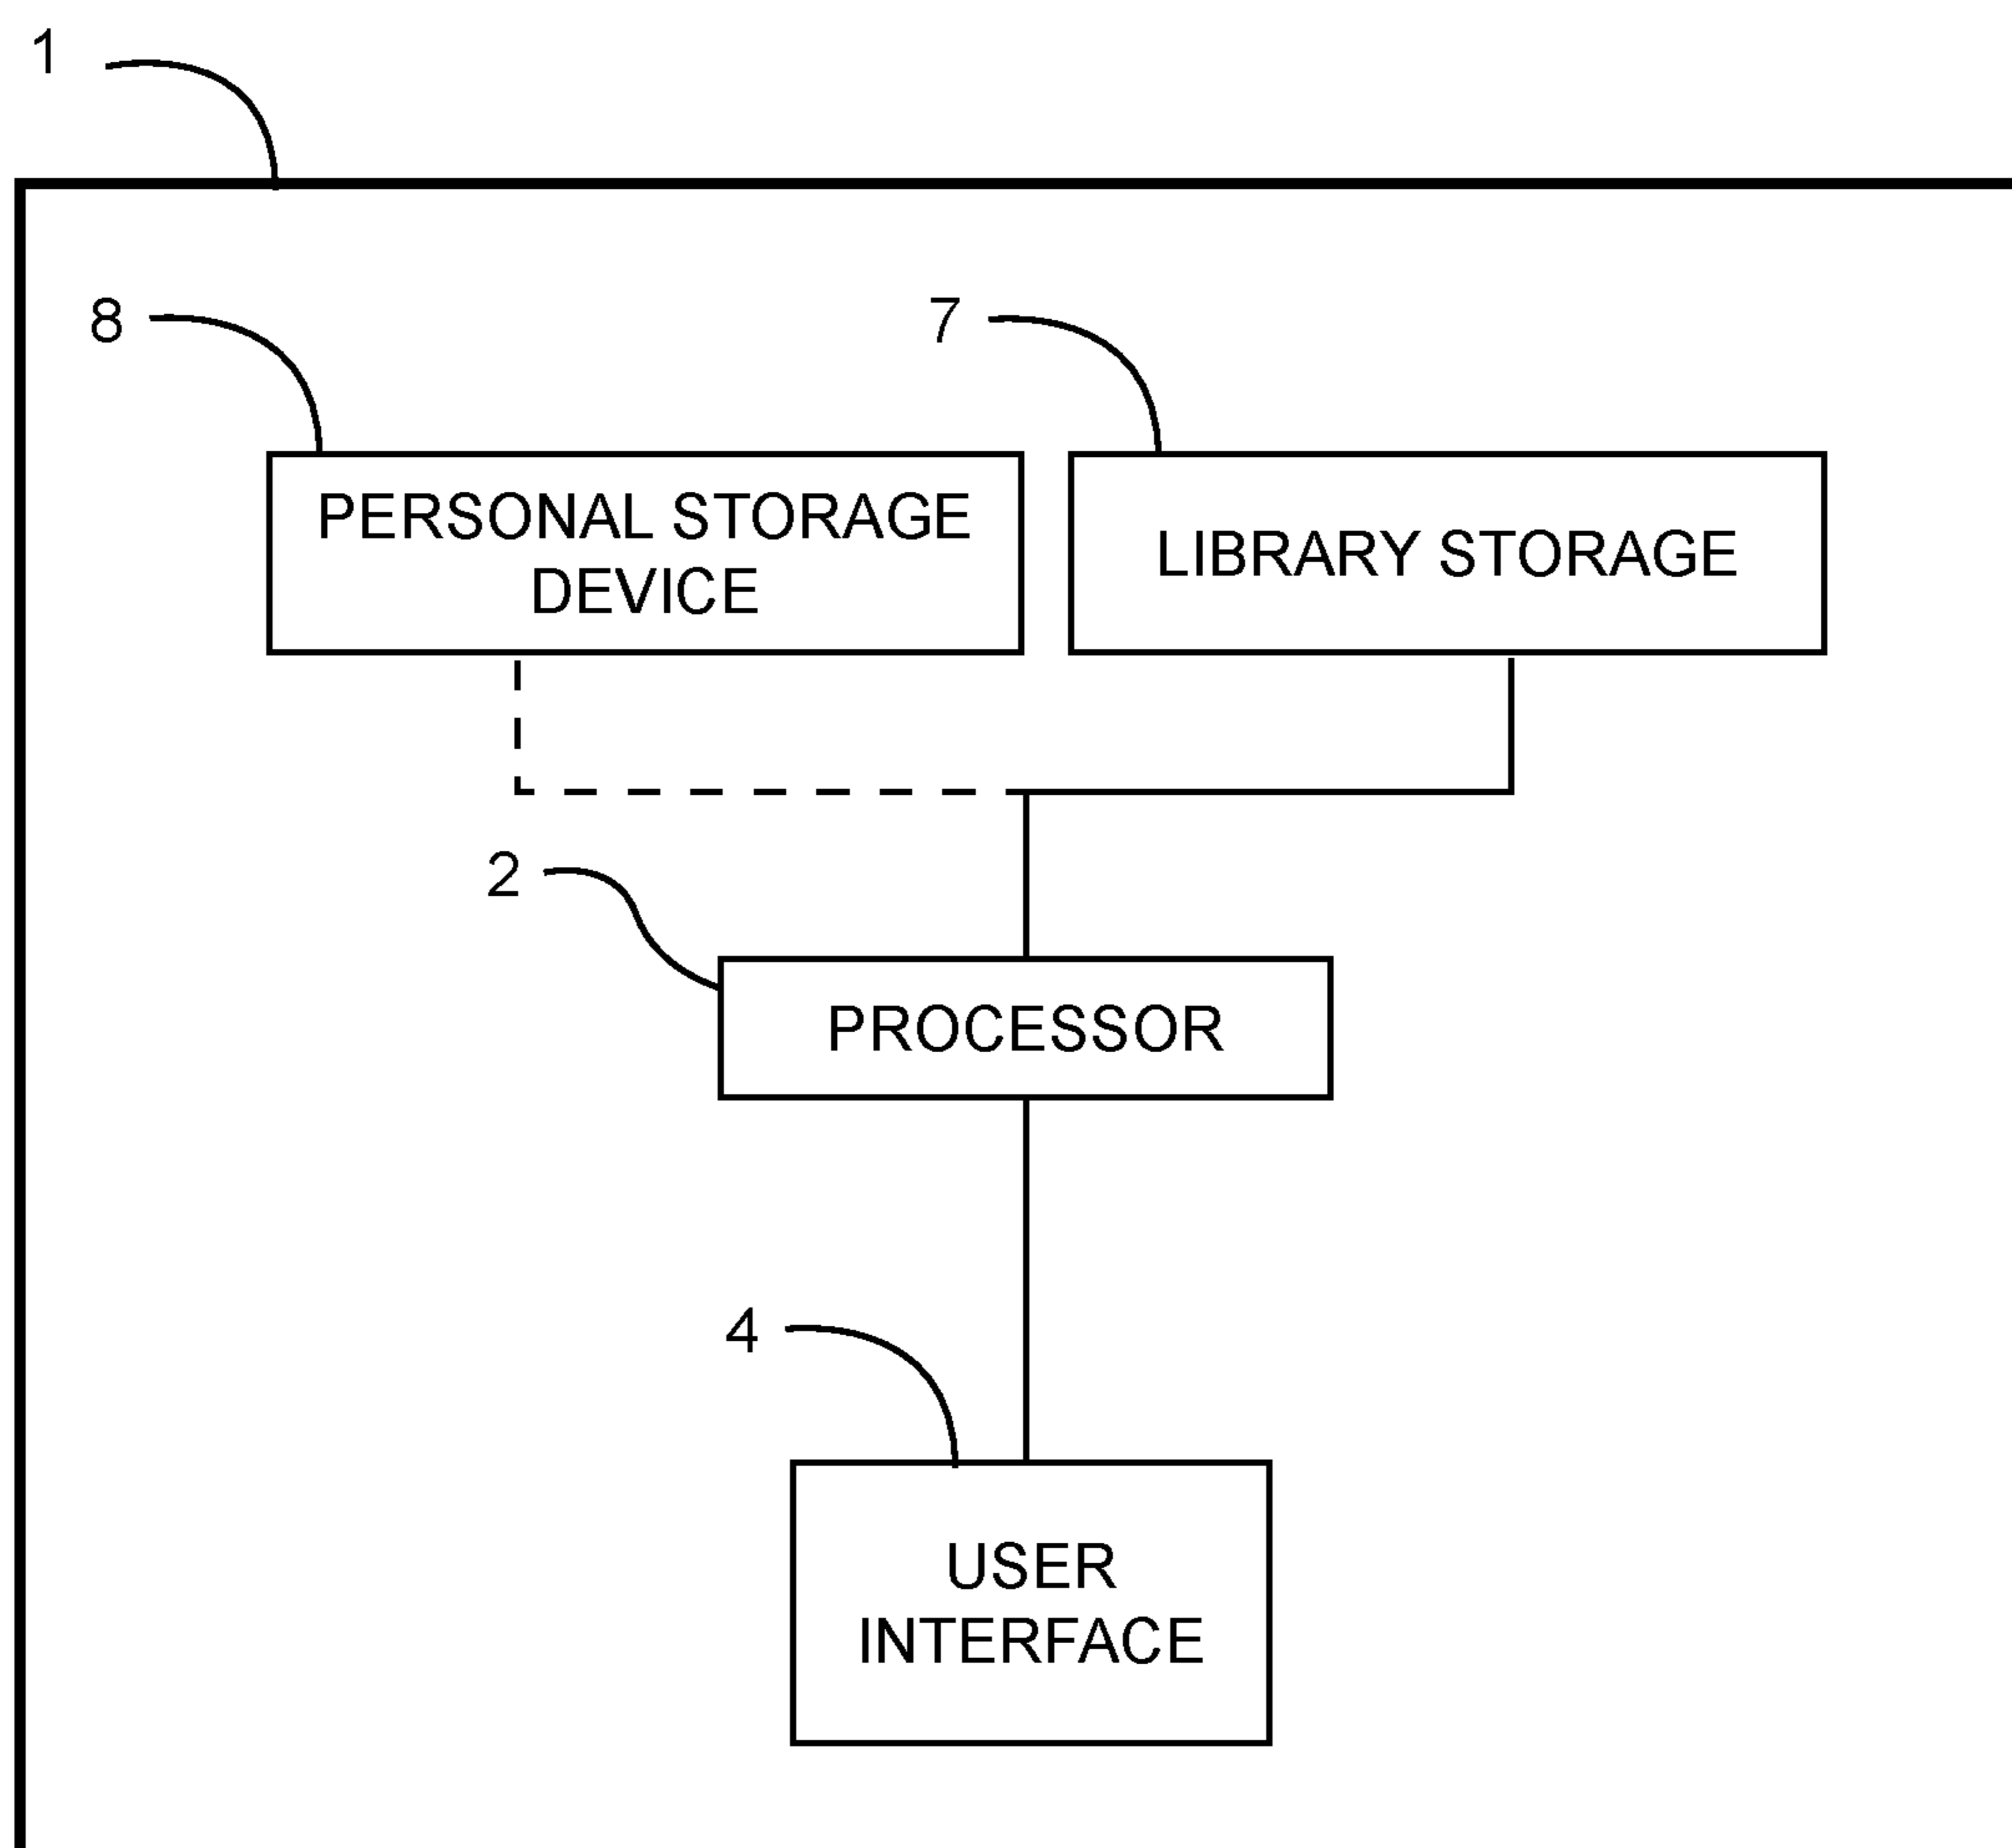 1
8
7
PERSONAL STORAGE
DEVICE
LIBRARY STORAGE
2
PROCESSOR
4
USER
INTERFACE